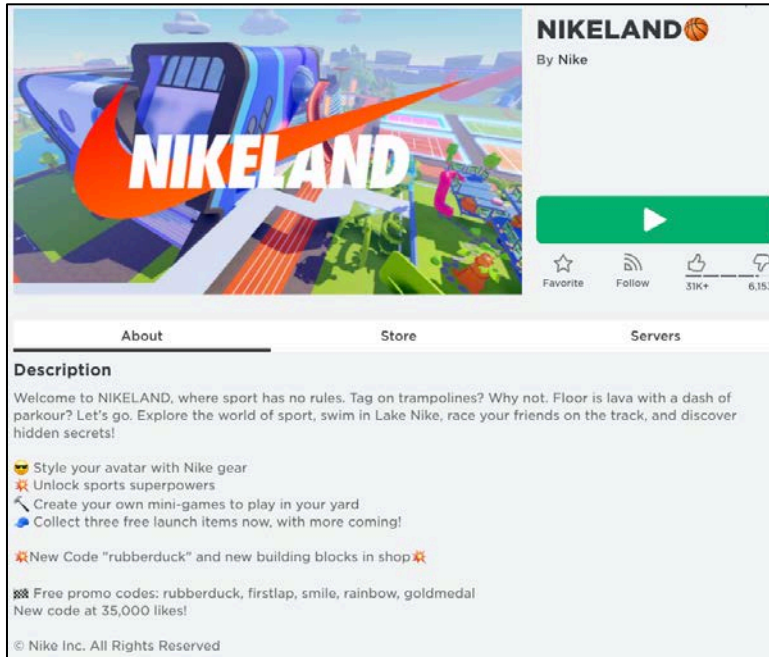 NIKELAND
NIKELAND🏀
By Nike
Favorite
Follow
31K+
About
Store
Servers
Description
Welcome to NIKELAND, where sport has no rules. Tag on trampolines? Why not. Floor is lava with a dash of
parkour? Let's go. Explore the world of sport, swim in Lake Nike, race your friends on the track, and discover
hidden secrets!
😎 Style your avatar with Nike gear
💥 Unlock sports superpowers
🔨 Create your own mini-games to play in your yard
🧢 Collect three free launch items now, with more coming!
💥New Code "rubberduck" and new building blocks in shop💥
🏁 Free promo codes: rubberduck, firstlap, smile, rainbow, goldmedal
New code at 35,000 likes!
© Nike Inc. All Rights Reserved